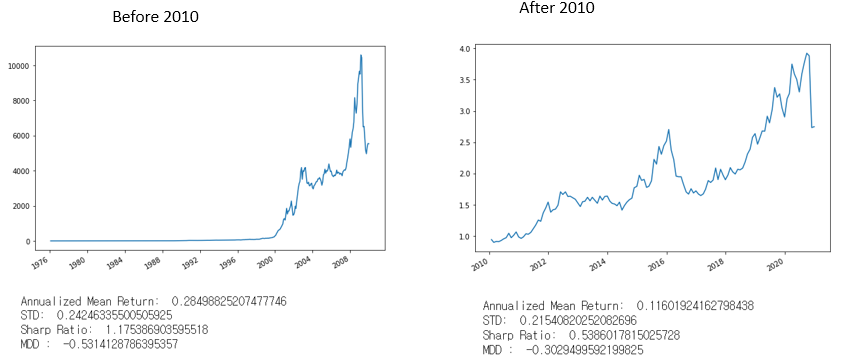 Before 2010
10000
8000
6000
4000
2000
0
1976
1980
1984
1988
1992
1996
2000
2004
2008
Annualized Mean Return:  0.28498825207477746
STD:  0.24246335500505925
Sharp Ratio:  1.175386903595518
MDD :  -0.5314128786395357
After 2010
4.0
3.5
3.0
2.5
2.0
1.5
1.0
2010
2012
2014
2016
2018
2020
Annualized Mean Return:  0.11601924162798438
STD:  0.21540820252082696
Sharp Ratio:  0.5386017815025728
MDD :  -0.3029499592199825